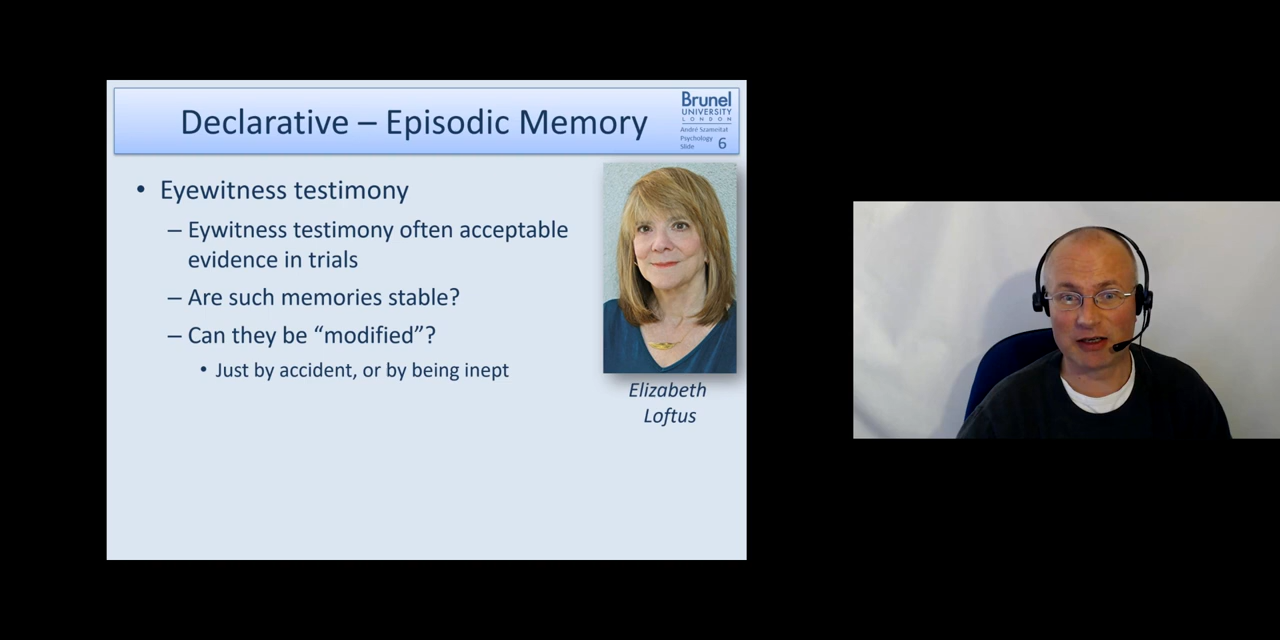 Declarative – Episodic Memory
Brunel
UNIVERSITY
LONDON
André Szameitat
Psychology
Slide 6
• Eyewitness testimony
– Eywitness testimony often acceptable
evidence in trials
– Are such memories stable?
– Can they be “modified”?
• Just by accident, or by being inept
Elizabeth
Loftus